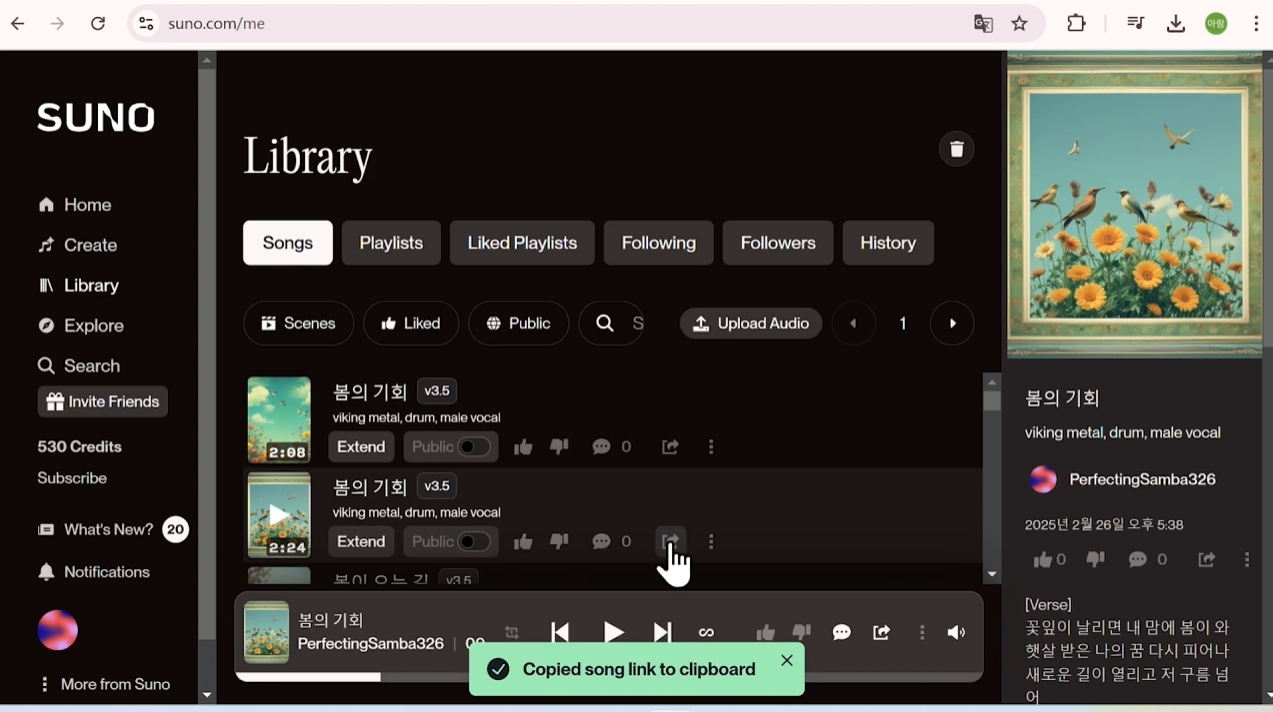 suno.com/me
아람
SUNO
Home
Create
Library
Explore
Search
Invite Friends
530 Credits
Subscribe
What's New? 20
Notifications
More from Suno
Library
Songs Playlists Liked Playlists Following Followers History
Scenes Liked Public S Upload Audio 1
봄의 기회 v3.5
viking metal, drum, male vocal
2:08
Extend Public 0
봄의 기회 v3.5
viking metal, drum, male vocal
2:24
Extend Public 0
봄이 오는 길 v3.5
봄의 기회
PerfectingSamba326
Copied song link to clipboard
봄의 기회
viking metal, drum, male vocal
PerfectingSamba326
2025년 2월 26일 오후 5:38
0 0
[Verse]
꽃잎이 날리면 내 맘에 봄이 와
햇살 받은 나의 꿈 다시 피어나
새로운 길이 열리고 저 구름 넘
어